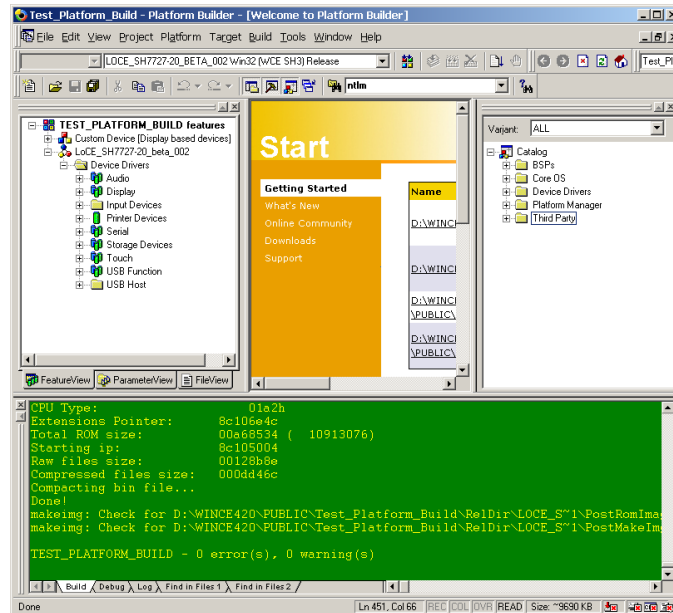 Test_Platform_Build - Platform Builder - [Welcome to Platform Builder]
File Edit View Project Platform Target Build Tools Window Help
LOCE_SH7727-20_BETA_002 Win32 (WCE SH3) Release
Test_Pl
ntlm
TEST_PLATFORM_BUILD features
Custom Device [Display based devices]
LoCE_SH7727-20_beta_002
Device Drivers
Audio
Display
Input Devices
Printer Devices
Serial
Storage Devices
Touch
USB Function
USB Host
FeatureView ParameterView FileView
Start
Getting Started
What's New
Online Community
Downloads
Support
Name
D:\WINCE
D:\WINCE
D:\WINCE
\PUBLIC\
D:\WINCE
\PUBLIC\
Variant: ALL
Catalog
BSPs
Core OS
Device Drivers
Platform Manager
Third Party
CPU Type: 01a2h
Extensions Pointer: 8c106e4c
Total ROM size: 00a68534 ( 10913076)
Starting ip: 8c105004
Raw files size: 00128b8e
Compressed files size: 000dd46c
Compacting bin file...
Done!
makeimg: Check for D:\WINCE420\PUBLIC\Test_Platform_Build\RelDir\LOCE_S~1\PostRomIma
makeimg: Check for D:\WINCE420\PUBLIC\Test_Platform_Build\RelDir\LOCE_S~1\PostMakeIm
TEST_PLATFORM_BUILD - 0 error(s), 0 warning(s)
Build Debug Log Find in Files 1 Find in Files 2
Done Ln 451, Col 66 REC COL OVR READ Size: ~9690 KB